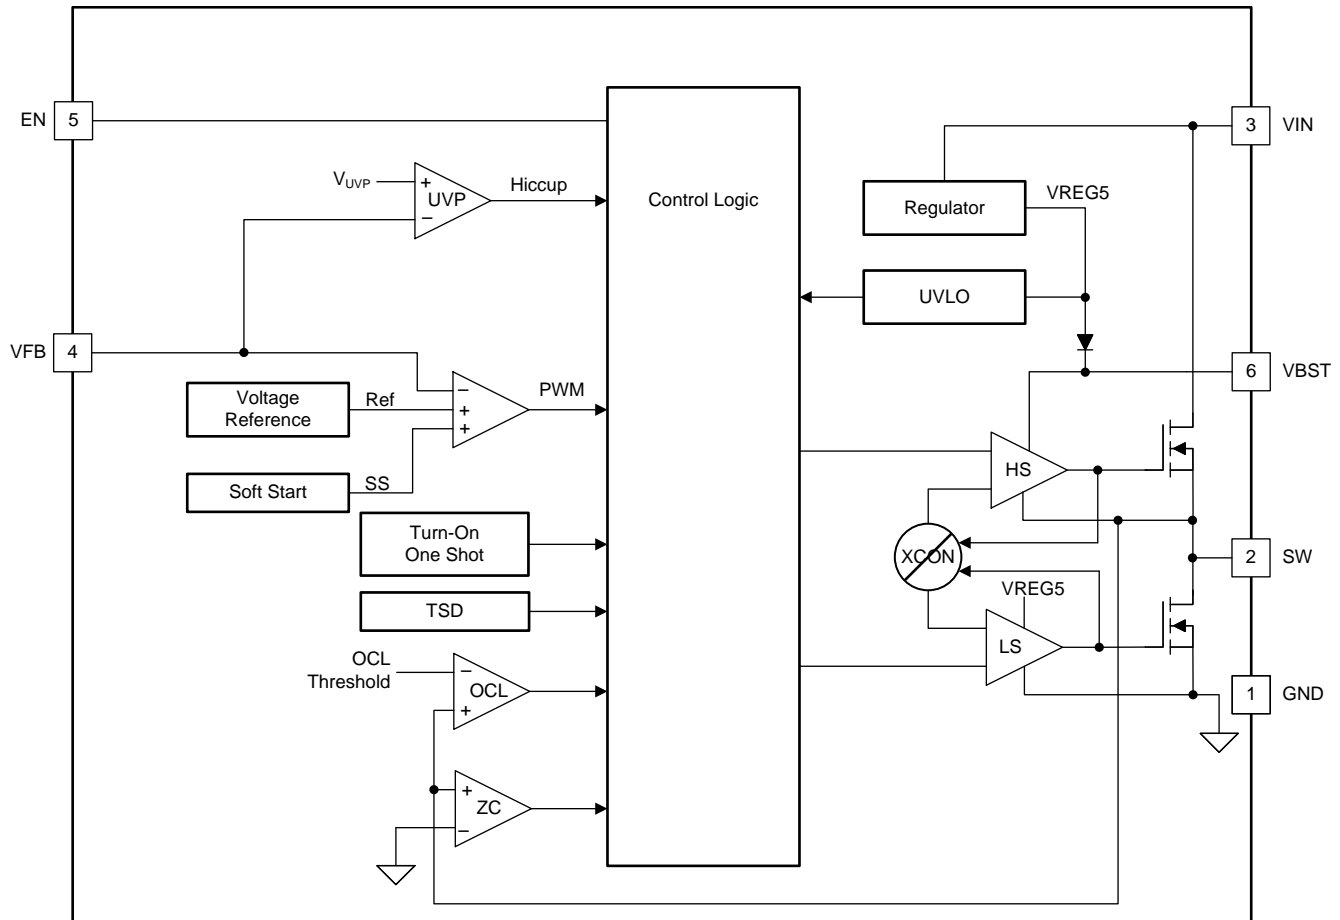 EN
5
V_UVP
+
UVP
−
Hiccup
Control Logic
VFB
4
Voltage
Reference
Ref
Soft Start
SS
−
+
+
PWM
Turn-On
One Shot
TSD
OCL
Threshold
−
OCL
+
+
ZC
−
3
VIN
Regulator
VREG5
UVLO
6
VBST
HS
XCON
2
SW
VREG5
LS
1
GND